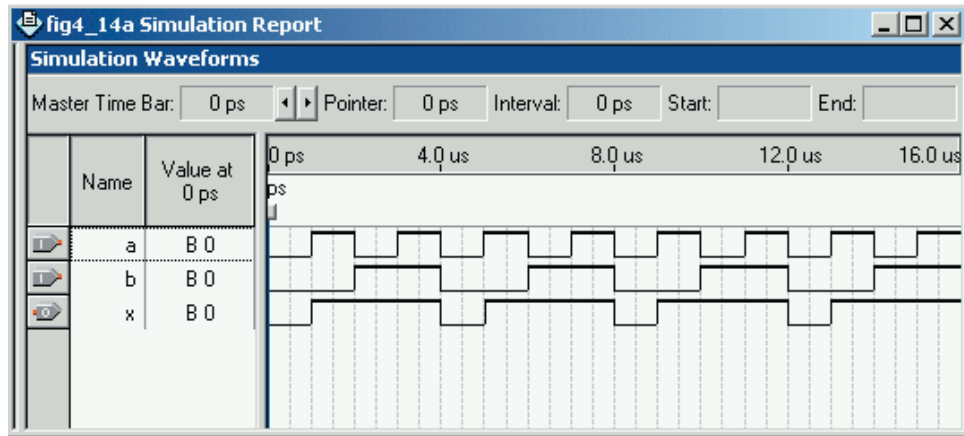 fig4_14a Simulation Report
Simulation Waveforms
Master Time Bar: 0 ps Pointer: 0 ps Interval: 0 ps Start: End:
Name Value at 0 ps
0 ps 4.0 us 8.0 us 12.0 us 16.0 us
ps
a B 0
b B 0
x B 0